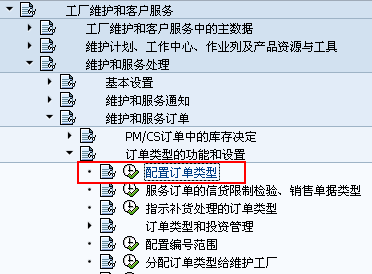 工厂维护和客户服务
工厂维护和客户服务中的主数据
维护计划、工作中心、作业列及产品资源与工具
维护和服务处理
基本设置
维护和服务通知
维护和服务订单
PM/CS订单中的库存决定
订单类型的功能和设置
配置订单类型
服务订单的信贷限制检验、销售单据类型
指示补货处理的订单类型
订单类型和投资管理
配置编号范围
分配订单类型给维护工厂